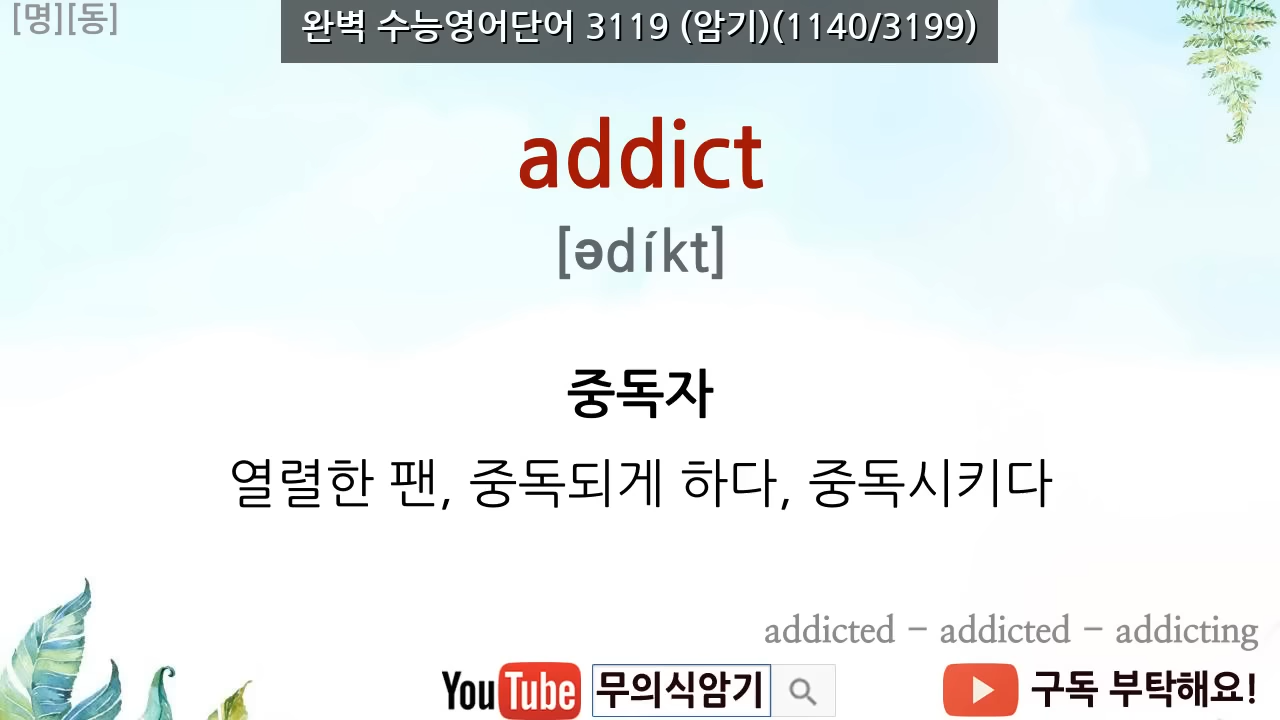 [명][동]
완벽 수능영어단어 3119 (암기)(1140/3199)
addict
[ədíkt]
중독자
열렬한 팬, 중독되게 하다, 중독시키다
addicted - addicted - addicting
YouTube 무의식암기
구독 부탁해요!